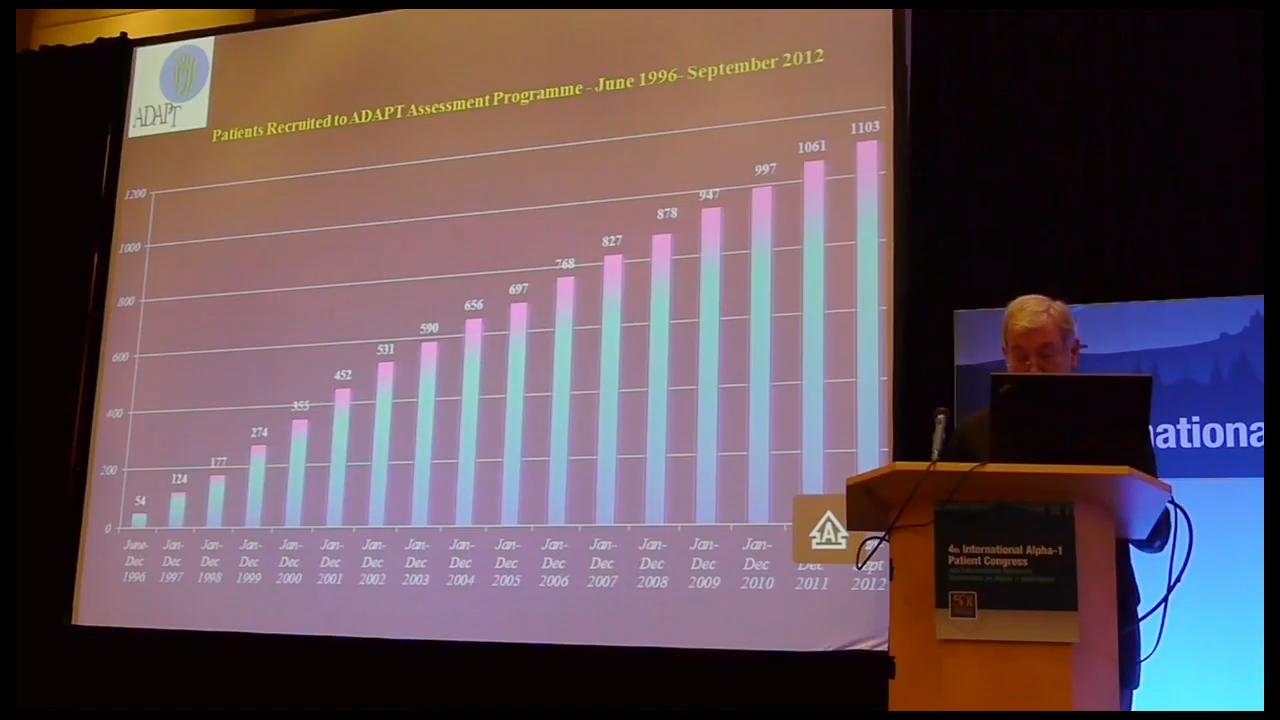 ADAPT
Patients Recruited to ADAPT Assessment Programme - June 1996- September 2012
1200
1000
800
600
400
200
0
54
124
177
274
355
452
531
590
656
697
768
827
878
947
997
1061
1103
June-
Dec
1996
Jan-
Dec
1997
Jan-
Dec
1998
Jan-
Dec
1999
Jan-
Dec
2000
Jan-
Dec
2001
Jan-
Dec
2002
Jan-
Dec
2003
Jan-
Dec
2004
Jan-
Dec
2005
Jan-
Dec
2006
Jan-
Dec
2007
Jan-
Dec
2008
Jan-
Dec
2009
Jan-
Dec
2010
Dec
2011
Sept
2012
A
nationa
4th International Alpha-1
Patient Congress